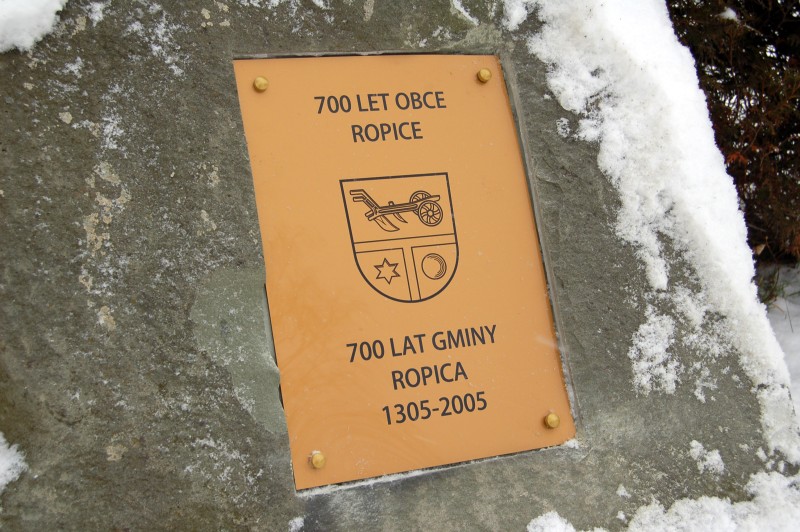 700 LET OBCE
ROPICE
700 LAT GMINY
ROPICA
1305-2005